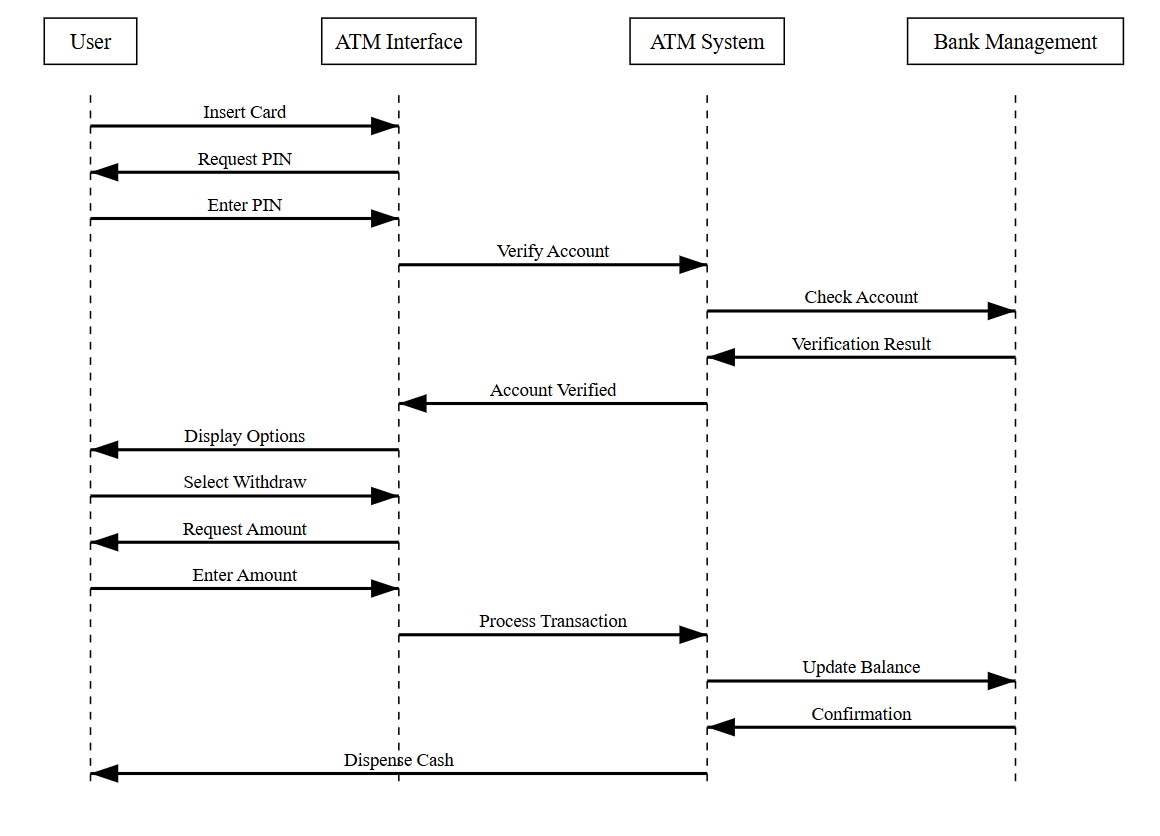 User
ATM Interface
ATM System
Bank Management
Insert Card
Request PIN
Enter PIN
Verify Account
Check Account
Verification Result
Account Verified
Display Options
Select Withdraw
Request Amount
Enter Amount
Process Transaction
Update Balance
Confirmation
Dispense Cash